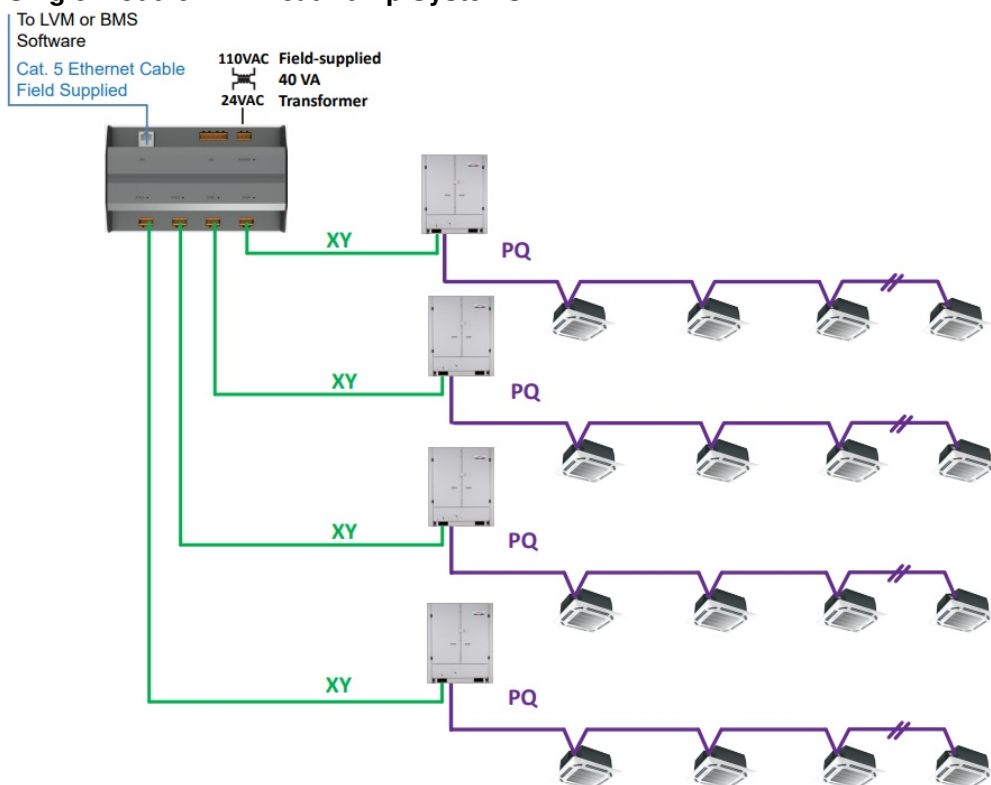 To LVM or BMS
Software
Cat. 5 Ethernet Cable
Field Supplied
110VAC Field-supplied
40 VA
24VAC Transformer
XY
PQ
XY
PQ
XY
PQ
XY
PQ